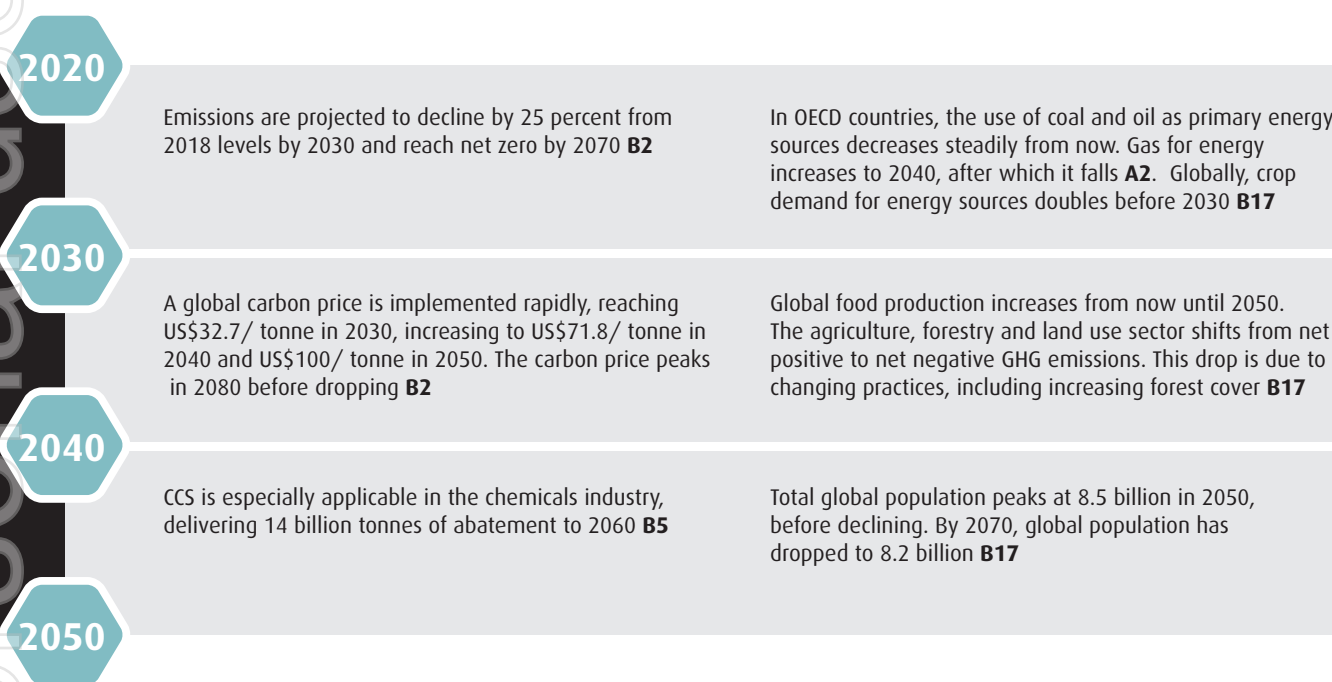 2020
Emissions are projected to decline by 25 percent from
2018 levels by 2030 and reach net zero by 2070 B2
In OECD countries, the use of coal and oil as primary energy
sources decreases steadily from now. Gas for energy
increases to 2040, after which it falls A2. Globally, crop
demand for energy sources doubles before 2030 B17
2030
A global carbon price is implemented rapidly, reaching
US$32.7/ tonne in 2030, increasing to US$71.8/ tonne in
2040 and US$100/ tonne in 2050. The carbon price peaks
in 2080 before dropping B2
Global food production increases from now until 2050.
The agriculture, forestry and land use sector shifts from net
positive to net negative GHG emissions. This drop is due to
changing practices, including increasing forest cover B17
2040
CCS is especially applicable in the chemicals industry,
delivering 14 billion tonnes of abatement to 2060 B5
Total global population peaks at 8.5 billion in 2050,
before declining. By 2070, global population has
dropped to 8.2 billion B17
2050